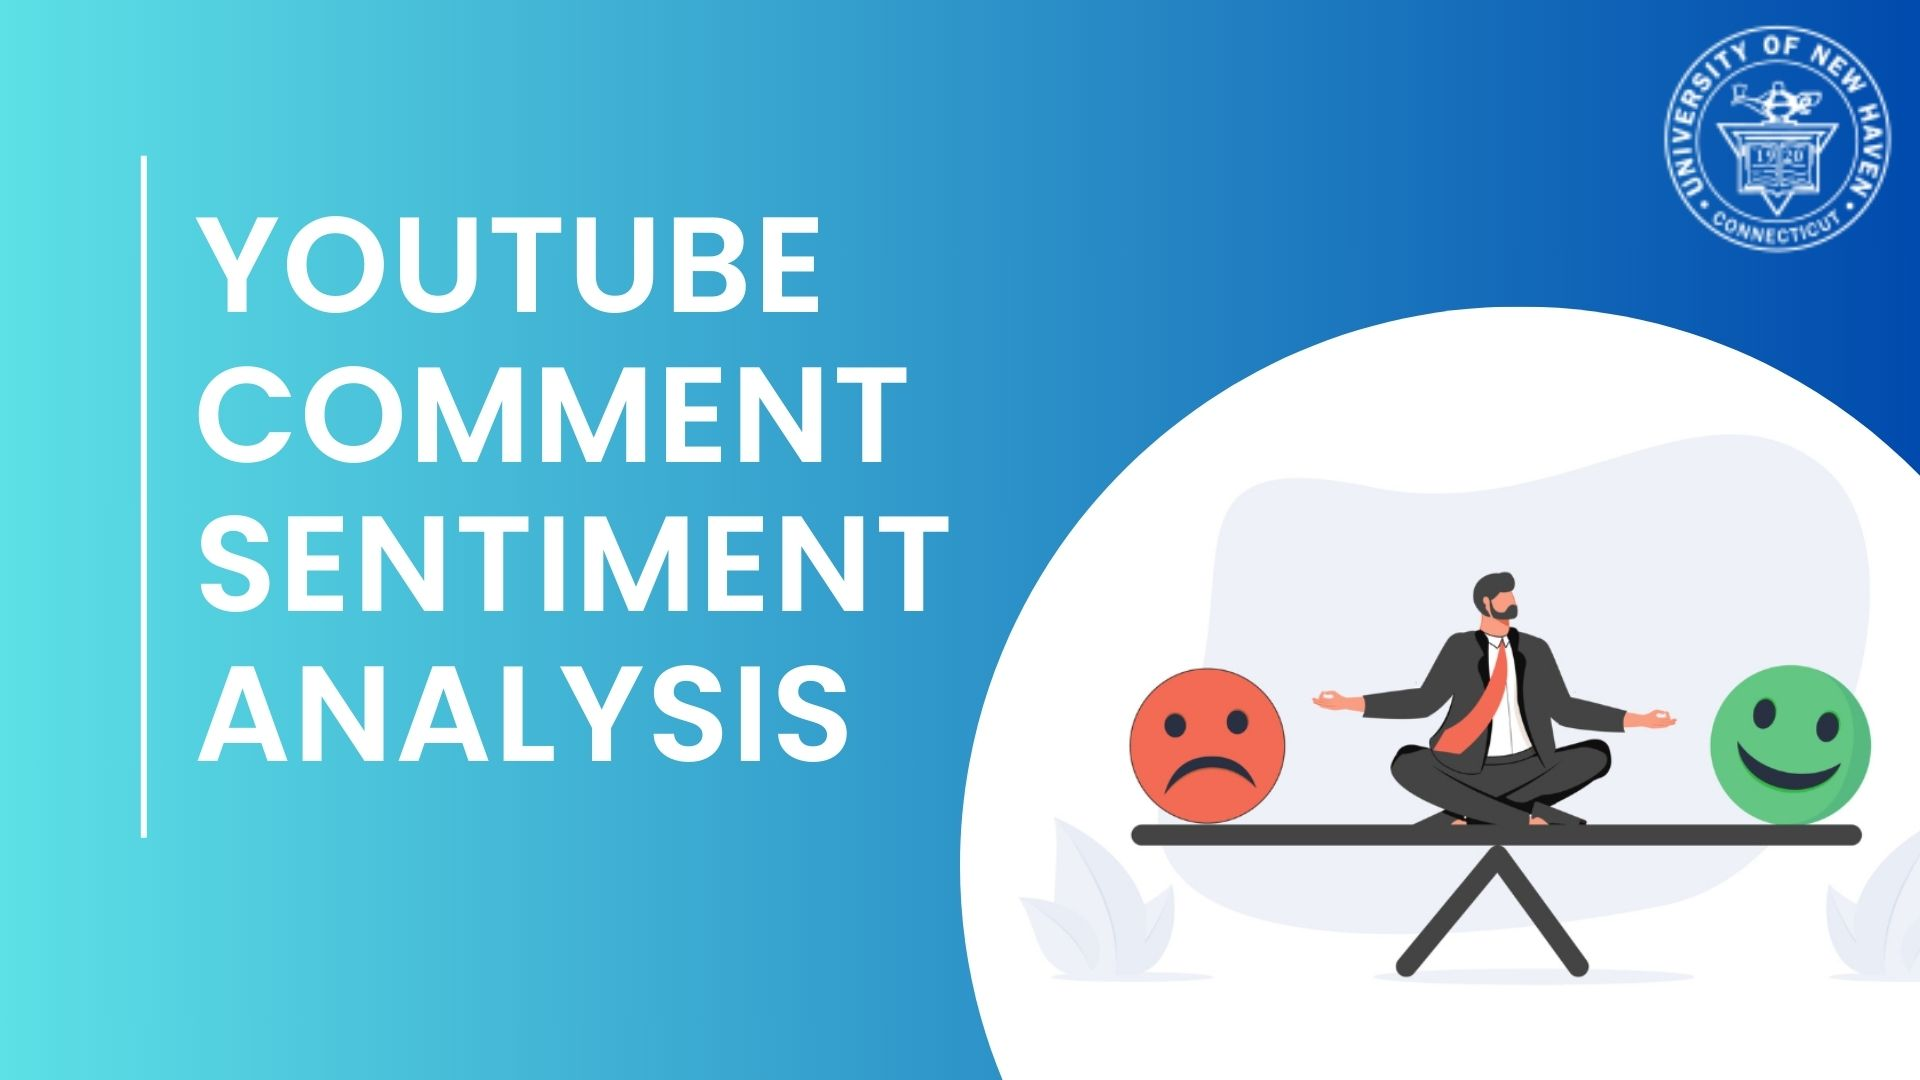 YOUTUBE
COMMENT
SENTIMENT
ANALYSIS
UNIVERSITY OF NEW HAVEN
CONNECTICUT
1920